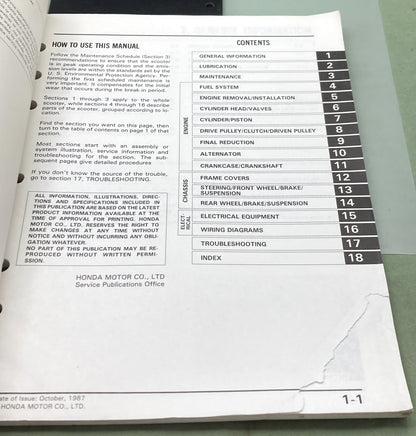 HOW TO USE THIS MANUAL
Follow the Maintenance Schedule (Section 3)
recommendations to ensure that the scooter
is in peak operating condition and the em-
ission levels are within the standards set by the
U. S. Environmental Protection Agency. Per-
forming the first scheduled maintenance is
very important. It compensates for the initial
wear that occurs during the break in period.
Sections 1 through 3 apply to the whole
scooter, while sections 4 through 16 describe
parts of the scooter, grouped according to loca-
tion.
Find the section you want on this page, then
turn to the table of contents on page 1 of that
section.
Most sections start with an assembly or
system illustration, service information and
troubleshooting for the section. The sub-
sequent pages give detailed procedures
If you don't know the source of the trouble,
go to section 17, TROUBLESHOOTING.
ALL INFORMATION, ILLUSTRATIONS, DIREC-
TIONS AND SPECIFICATIONS INCLUDED IN
THIS PUBLICATION ARE BASED ON THE LATEST
PRODUCT INFORMATION AVAILABLE AT THE
TIME OF APPROVAL FOR PRINTING. HONDA
MOTOR CO., LTD. RESERVES THE RIGHT TO
MAKE CHANGES AT ANY TIME WITHOUT
NOTICE AND WITHOUT INCURRING ANY OBLI-
GATION WHATEVER.
NO PART OF THIS PUBLICATION MAY BE RE-
PRODUCED WITHOUT WRITTEN PERMI-
SSION.
HONDA MOTOR CO., LTD
Service Publications Office
CONTENTS
GENERAL INFORMATION 1
LUBRICATION 2
MAINTENANCE 3
ENGINE
FUEL SYSTEM 4
ENGINE REMOVAL/INSTALLATION 5
CYLINDER HEAD/VALVES 6
CYLINDER/PISTON 7
DRIVE PULLEY/CLUTCH/DRIVEN PULLEY 8
FINAL REDUCTION 9
ALTERNATOR 10
CRANKCASE/CRANKSHAFT 11
CHASSIS
FRAME COVERS 12
STEERING/FRONT WHEEL/BRAKE/
SUSPENSION 13
REAR WHEEL/BRAKE/SUSPENSION 14
ELECT-
RICAL
ELECTRICAL EQUIPMENT 15
WIRING DIAGRAMS 16
TROUBLESHOOTING 17
INDEX 18
ate of Issue: October, 1987
HONDA MOTOR CO., LTD.
1-1